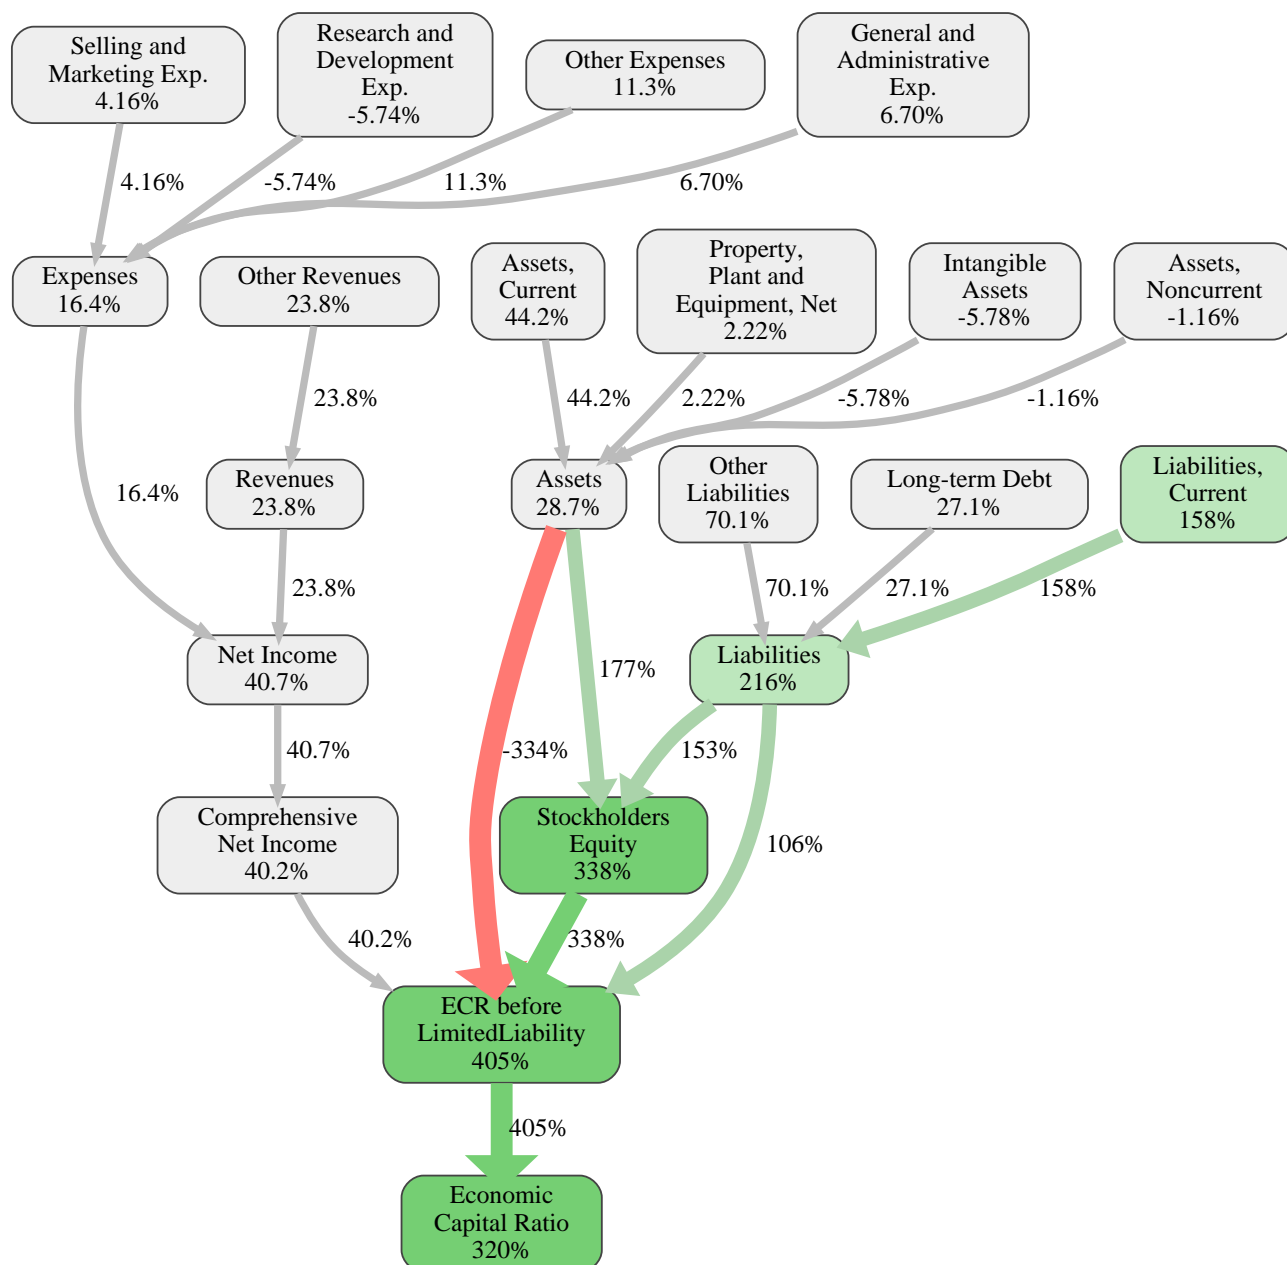 Selling and
Marketing Exp.
4.16%
Research and
Development
Exp.
-5.74%
Other Expenses
11.3%
General and
Administrative
Exp.
6.70%
4.16%
-5.74%
11.3%
6.70%
Expenses
16.4%
Other Revenues
23.8%
Assets,
Current
44.2%
Property,
Plant and
Equipment, Net
2.22%
Intangible
Assets
-5.78%
Assets,
Noncurrent
-1.16%
23.8%
44.2%
2.22%
-5.78%
-1.16%
16.4%
Revenues
23.8%
Assets
28.7%
Other
Liabilities
70.1%
Long-term Debt
27.1%
Liabilities,
Current
158%
23.8%
70.1%
27.1%
158%
Net Income
40.7%
177%
Liabilities
216%
40.7%
-334%
153%
Comprehensive
Net Income
40.2%
Stockholders
Equity
338%
106%
40.2%
338%
ECR before
LimitedLiability
405%
405%
Economic
Capital Ratio
320%